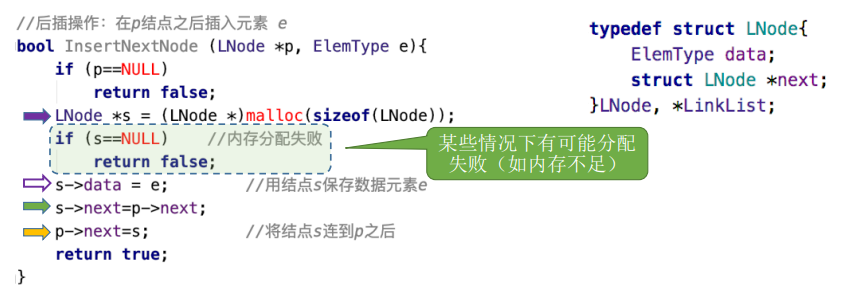 //后插操作：在p结点之后插入元素 e
bool InsertNextNode (LNode *p, ElemType e){
    if (p==NULL)
        return false;
    LNode *s = (LNode *)malloc(sizeof(LNode));
    if (s==NULL)    //内存分配失败
        return false;
    s->data = e;        //用结点s保存数据元素e
    s->next=p->next;
    p->next=s;          //将结点s连到p之后
    return true;
}
typedef struct LNode{
    ElemType data;
    struct LNode *next;
}LNode, *LinkList;
某些情况下有可能分配
失败（如内存不足）